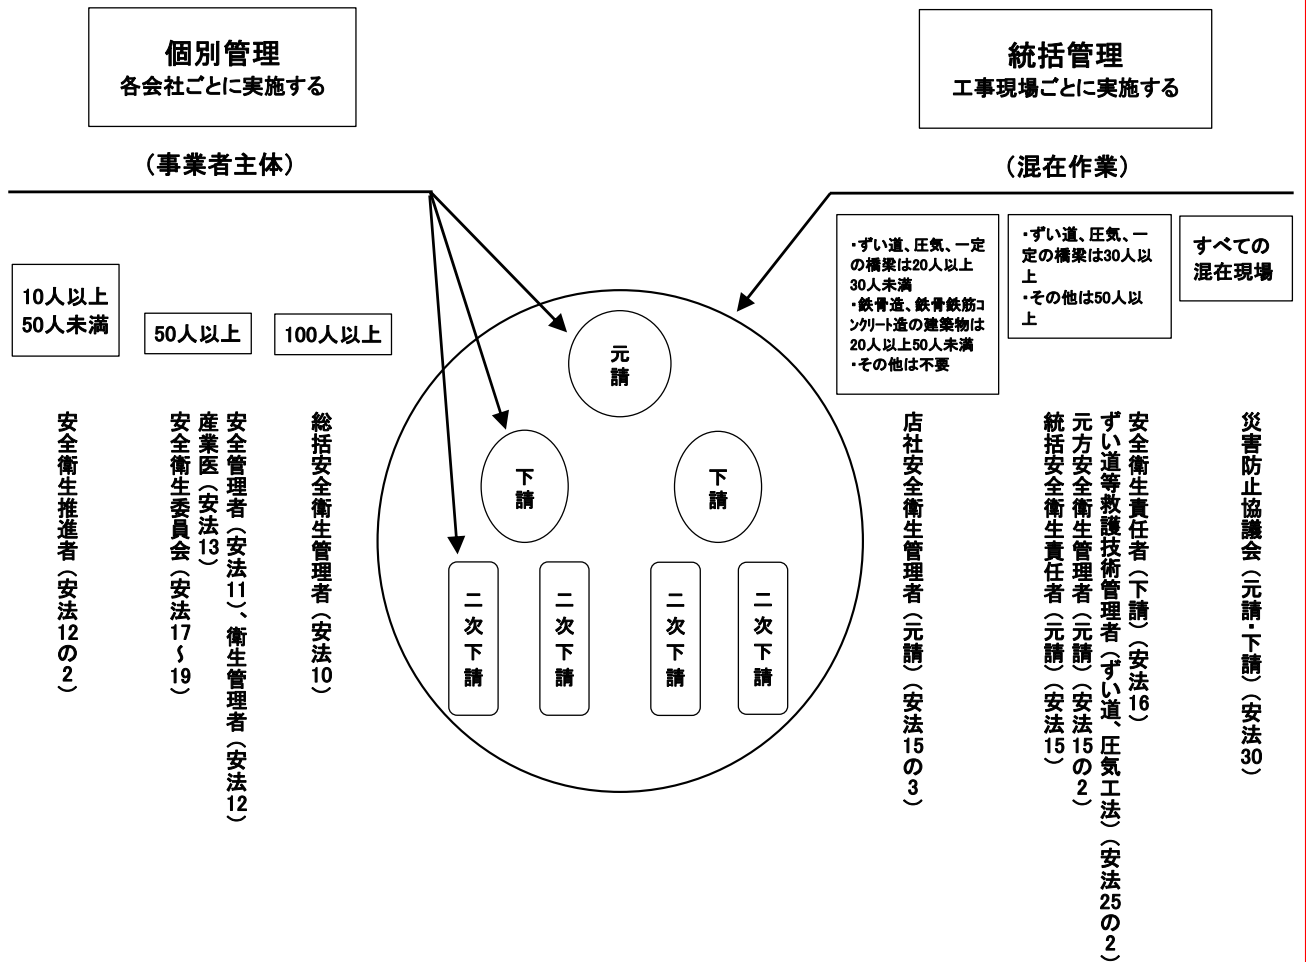 個別管理
各会社ごとに実施する
(事業者主体)
10人以上
50人未満
50人以上
100人以上
安全衛生推進者(安法12の2)
安全管理者(安法11)、衛生管理者(安法12)
産業医(安法13)
安全衛生委員会(安法17~19)
総括安全衛生管理者(安法10)
元請
下請
下請
二次下請
二次下請
二次下請
二次下請
統括管理
工事現場ごとに実施する
(混在作業)
・ずい道、圧気、一定
の橋梁は20人以上
30人未満
・鉄骨造、鉄骨鉄筋コ
ンクリート造の建築物は
20人以上50人未満
・その他は不要
・ずい道、圧気、一
定の橋梁は30人以
上
・その他は50人以
上
すべての
混在現場
店社安全衛生管理者(元請)(安法15の3)
安全衛生責任者(下請)(安法16)
ずい道等救護技術管理者(ずい道、圧気工法)(安法25の2)
元方安全衛生管理者(元請)(安法15の2)
統括安全衛生責任者(元請)(安法15)
災害防止協議会(元請・下請)(安法30)